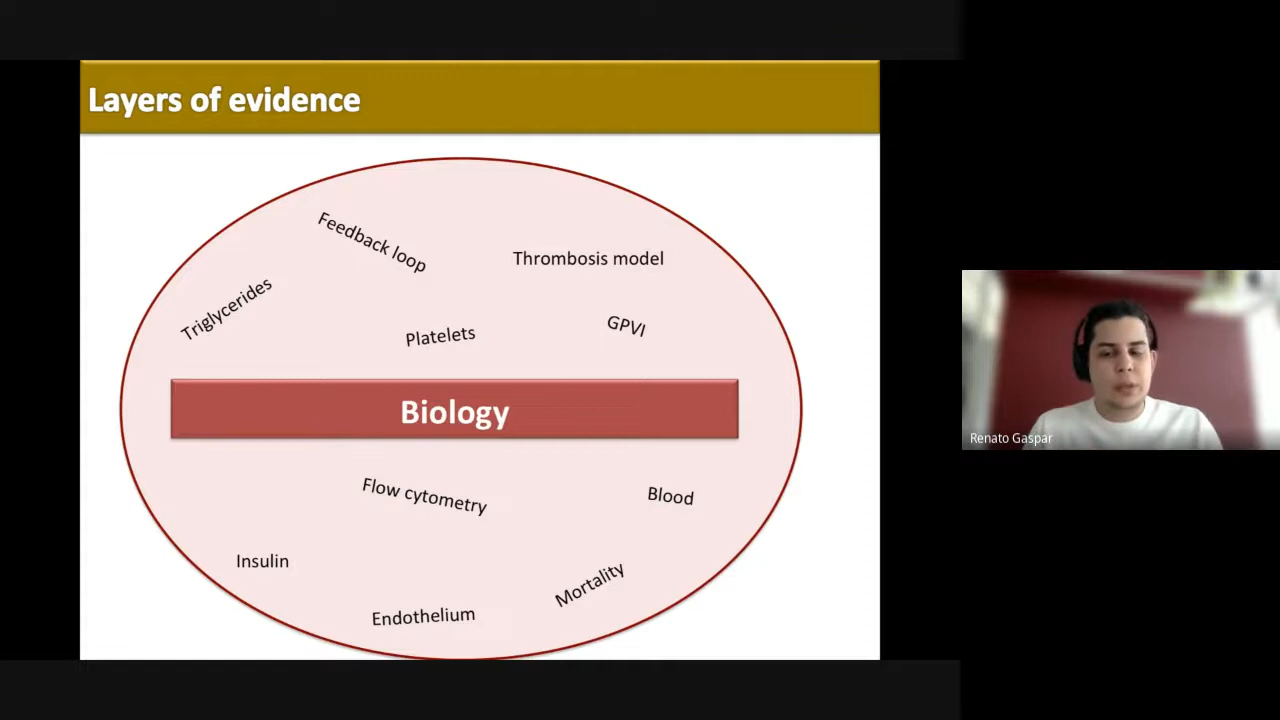 Layers of evidence
Feedback loop
Thrombosis model
Triglycerides
Platelets
GPVI
Biology
Flow cytometry
Blood
Insulin
Mortality
Endothelium
Renato Gaspar